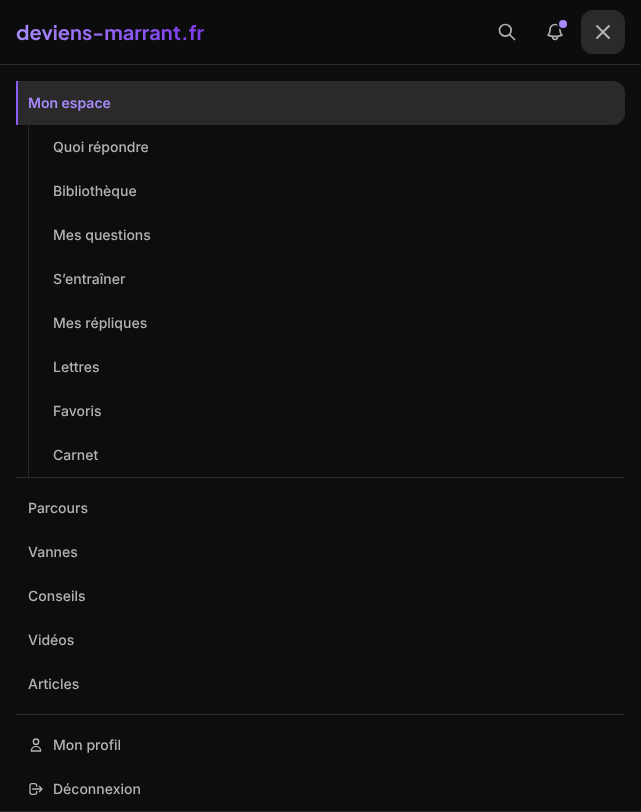 deviens-marrant.fr
Mon espace
Quoi répondre
Bibliothèque
Mes questions
S’entraîner
Mes répliques
Lettres
Favoris
Carnet
Parcours
Vannes
Conseils
Vidéos
Articles
Mon profil
Déconnexion